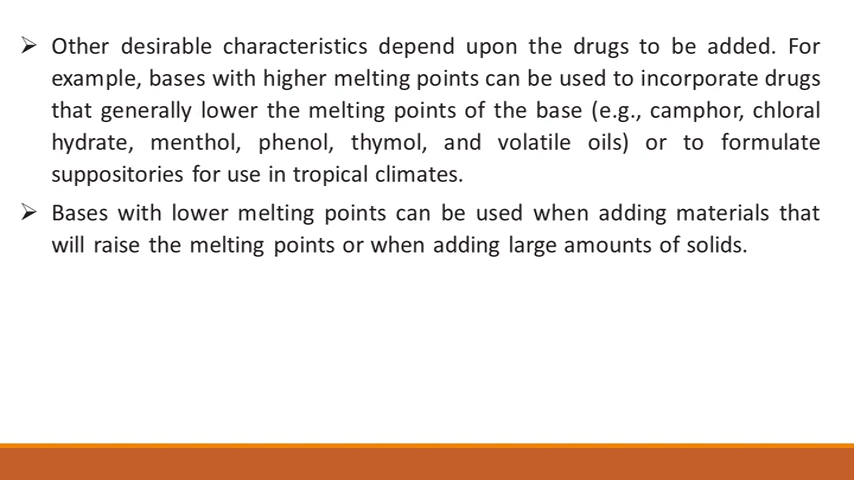 ➢ Other desirable characteristics depend upon the drugs to be added. For
example, bases with higher melting points can be used to incorporate drugs
that generally lower the melting points of the base (e.g., camphor, chloral
hydrate, menthol, phenol, thymol, and volatile oils) or to formulate
suppositories for use in tropical climates.
➢ Bases with lower melting points can be used when adding materials that
will raise the melting points or when adding large amounts of solids.